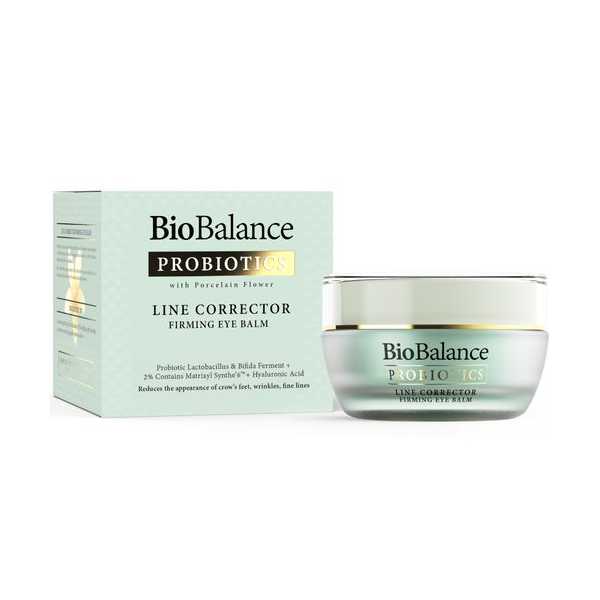 BioBalance
PROBIOTICS
with Porcelain Flower
LINE CORRECTOR
FIRMING EYE BALM
Probiotic Lactobacillus & Bifida Ferment +
2% Contains Matrixyl Synthe'6™ + Hyaluronic Acid
Reduces the appearance of crow's feet, wrinkles, fine lines
BioBalance
PROBIOTICS
LINE CORRECTOR
FIRMING EYE BALM